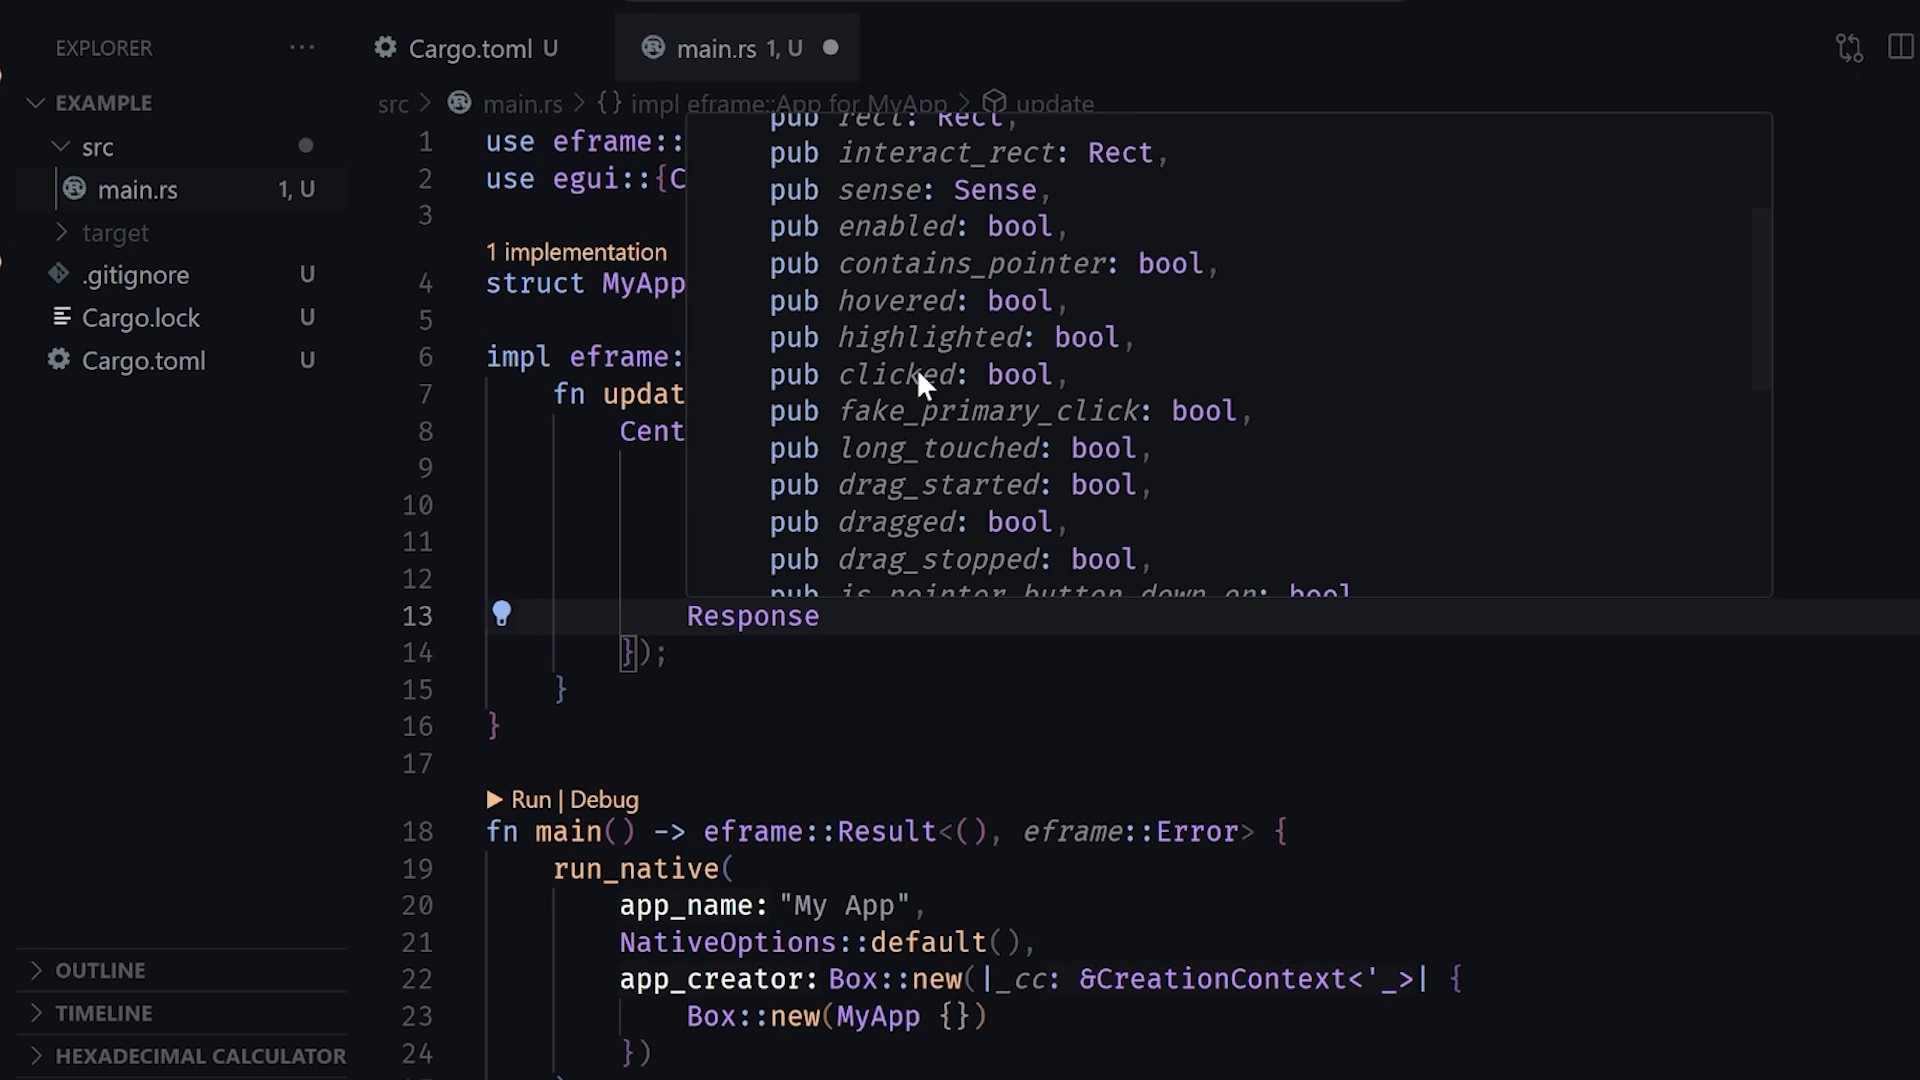 EXPLORER ···
Cargo.toml U
main.rs 1, U
EXAMPLE
src
main.rs 1, U
target
.gitignore U
Cargo.lock U
Cargo.toml U
OUTLINE
TIMELINE
HEXADECIMAL CALCULATOR
src > main.rs > {} impl eframe::App for MyApp > update
1 use eframe::
2 use egui::{C
3
1 implementation
4 struct MyApp
5
6 impl eframe:
7 fn updat
8 Cent
9
10
11
12
pub rect: Rect,
pub interact_rect: Rect,
pub sense: Sense,
pub enabled: bool,
pub contains_pointer: bool,
pub hovered: bool,
pub highlighted: bool,
pub clicked: bool,
pub fake_primary_click: bool,
pub long_touched: bool,
pub drag_started: bool,
pub dragged: bool,
pub drag_stopped: bool,
pub is_pointer_button_down_on: bool
13 Response
14 });
15 }
16 }
17
Run | Debug
18 fn main() -> eframe::Result<(), eframe::Error> {
19 run_native(
20 app_name: "My App",
21 NativeOptions::default(),
22 app_creator: Box::new(|_cc: &CreationContext<'_>| {
23 Box::new(MyApp {})
24 })